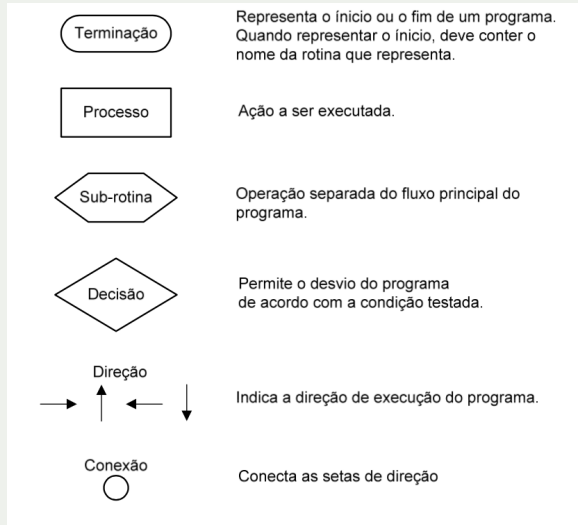 Terminação
Representa o ínicio ou o fim de um programa.
Quando representar o ínicio, deve conter o
nome da rotina que representa.
Processo
Ação a ser executada.
Sub-rotina
Operação separada do fluxo principal do
programa.
Decisão
Permite o desvio do programa
de acordo com a condição testada.
Direção
Indica a direção de execução do programa.
Conexão
Conecta as setas de direção